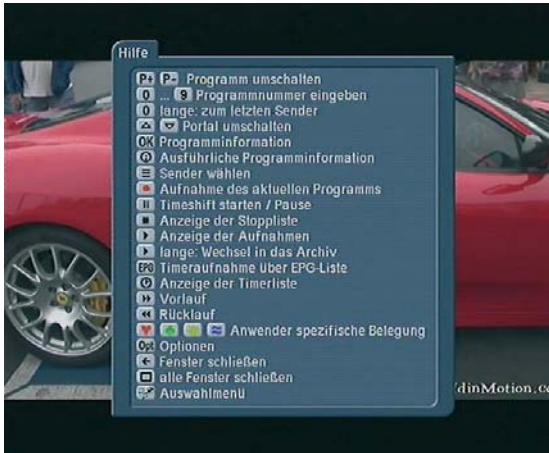 Hilfe
P+ P- Programm umschalten
0 ... 9 Programmnummer eingeben
0 lange: zum letzten Sender
Portal umschalten
OK Programminformation
Ausführliche Programminformation
Sender wählen
Aufnahme des aktuellen Programms
Timeshift starten / Pause
Anzeige der Stoppliste
Anzeige der Aufnahmen
lange: Wechsel in das Archiv
EPG Timeraufnahme über EPG-Liste
Anzeige der Timerliste
Vorlauf
Rücklauf
Anwender spezifische Belegung
Opt Optionen
Fenster schließen
alle Fenster schließen
dinMotion.co
Auswahlmenü